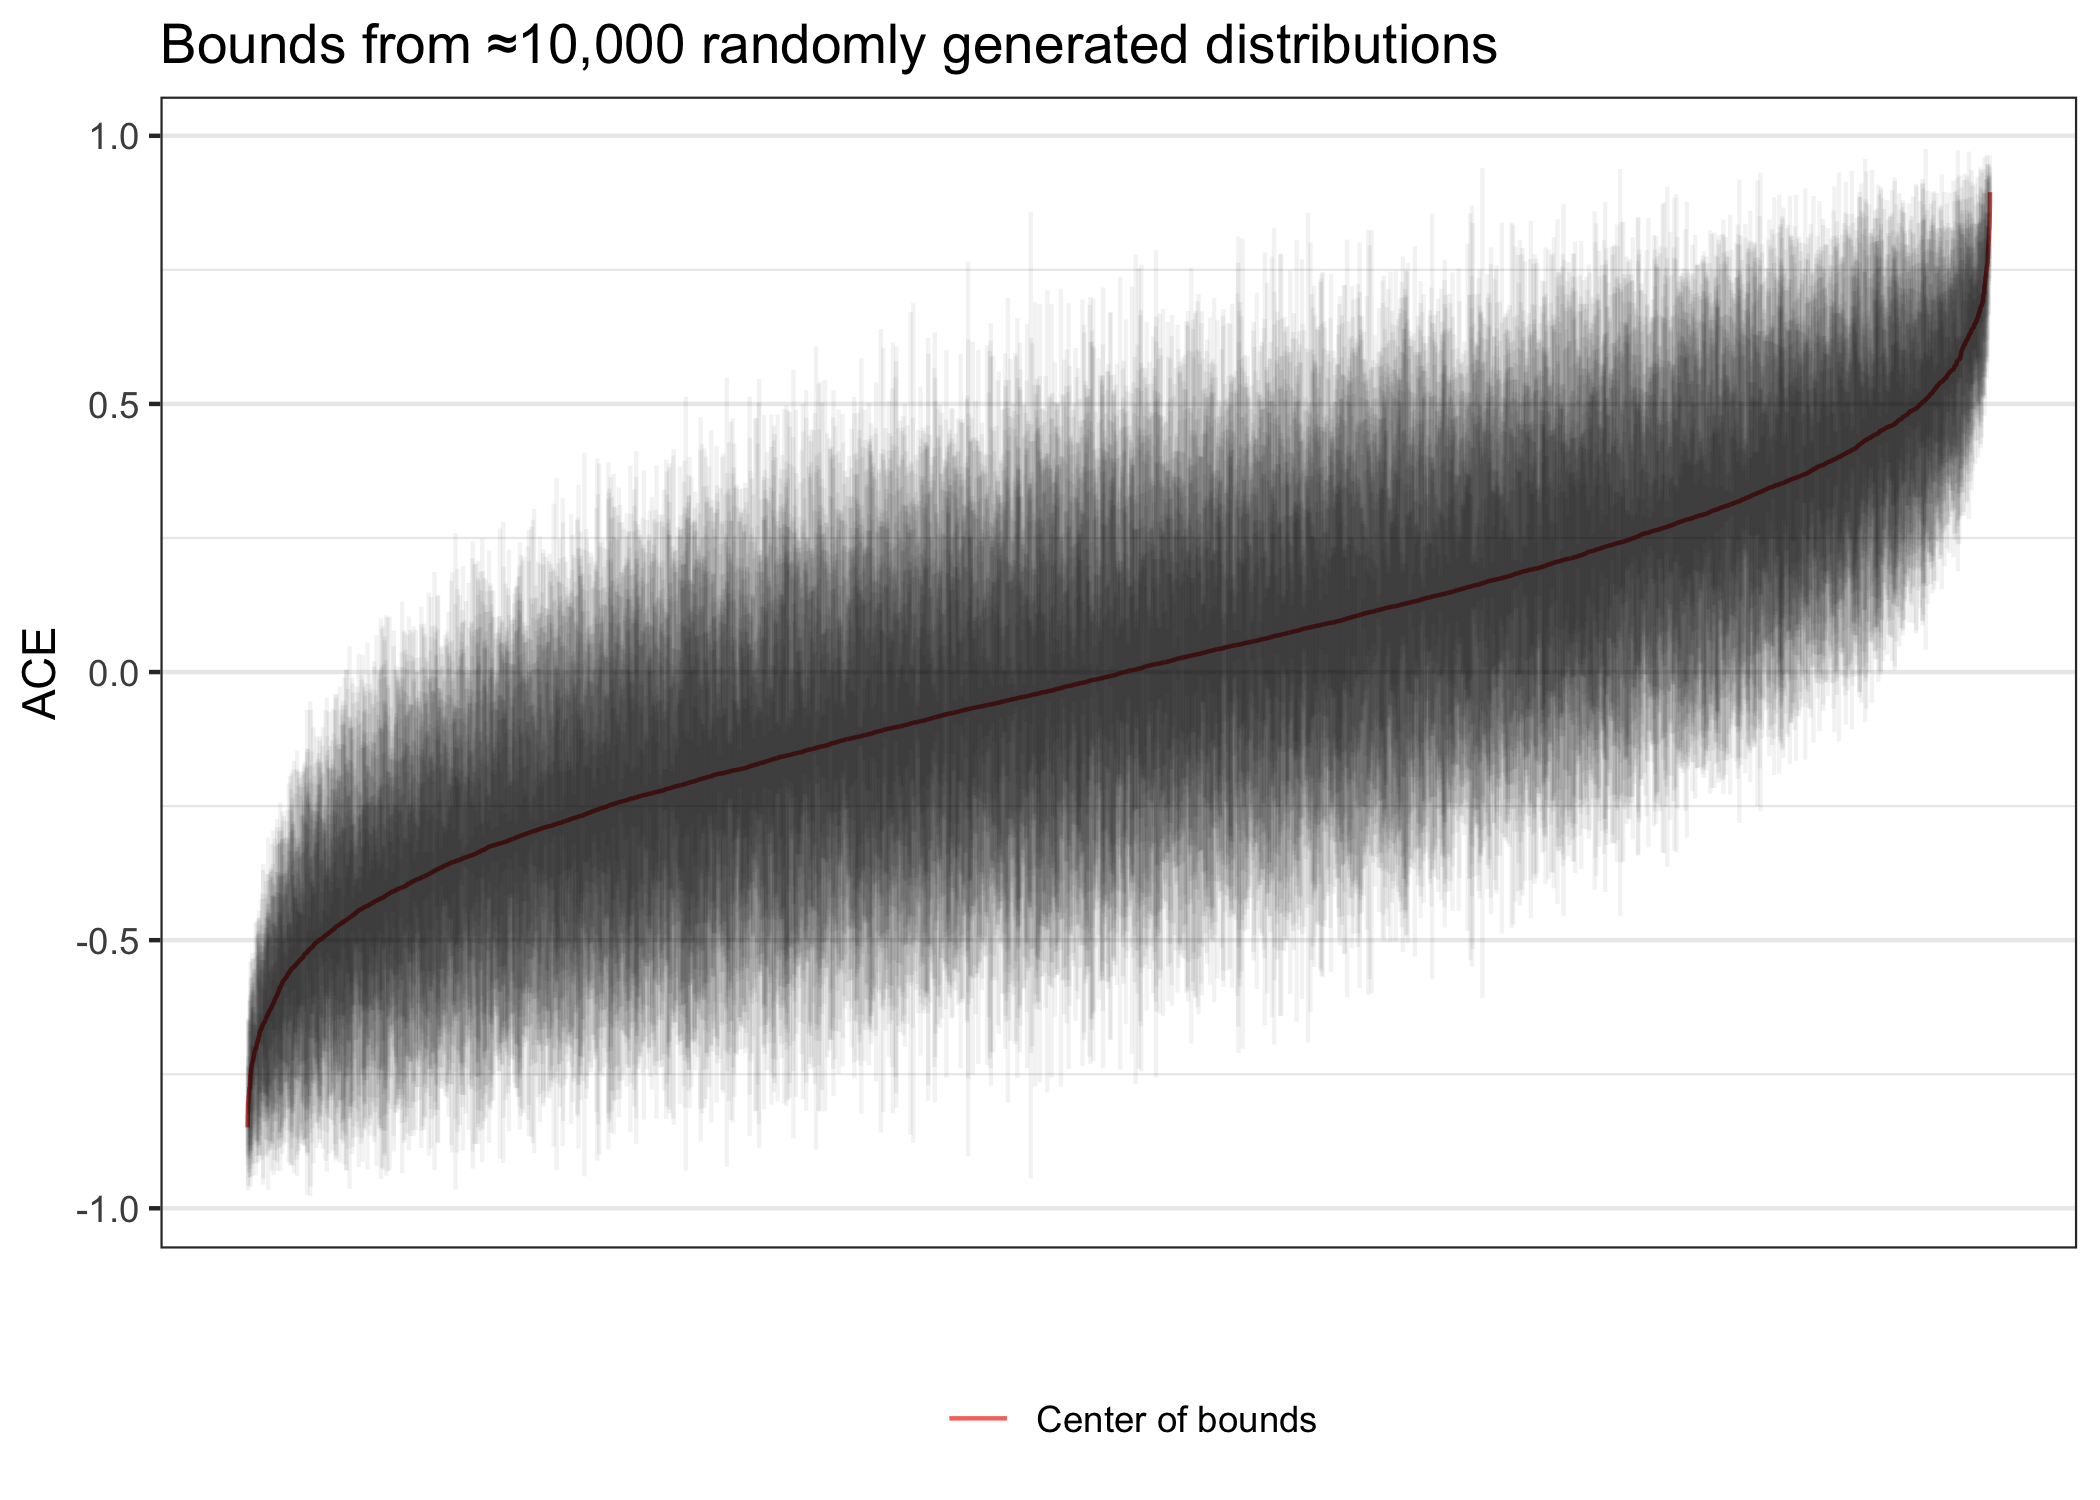 Bounds from ≈10,000 randomly generated distributions
1.0
0.5
0.0
-0.5
-1.0
ACE
Center of bounds